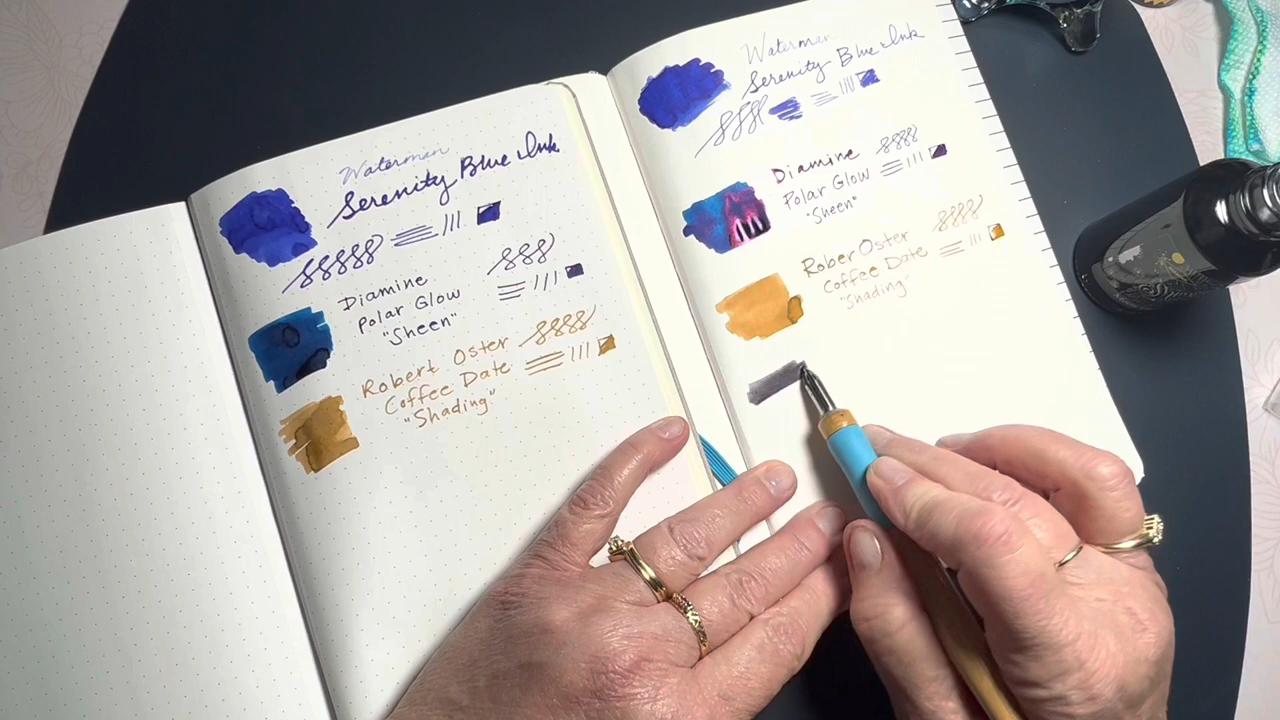 Waterman
Serenity Blue Ink
Diamine
Polar Glow
"Sheen"
Robert Oster
Coffee Date
"Shading"
Waterman
Serenity Blue Ink
Diamine
Polar Glow
"Sheen"
Rober Oster
Coffee Date
"Shading"